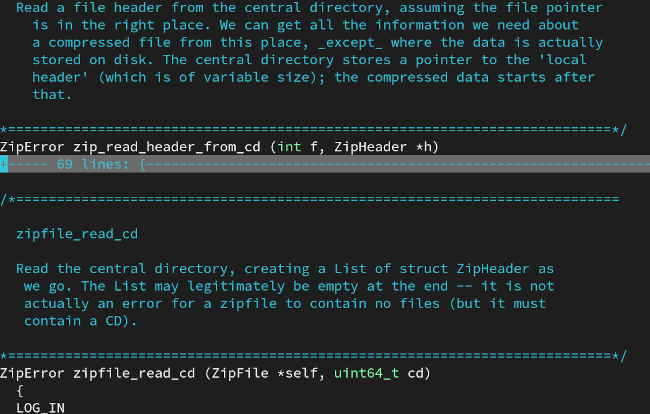 Read a file header from the central directory, assuming the file pointer
is in the right place. We can get all the information we need about
a compressed file from this place, _except_ where the data is actually
stored on disk. The central directory stores a pointer to the 'local
header' (which is of variable size); the compressed data starts after
that.
*==========================================================================*/
ZipError zip_read_header_from_cd (int f, ZipHeader *h)
+----- 69 lines: {--------------------------------------------------------------
/*==========================================================================
zipfile_read_cd
Read the central directory, creating a List of struct ZipHeader as
we go. The List may legitimately be empty at the end -- it is not
actually an error for a zipfile to contain no files (but it must
contain a CD).
*==========================================================================*/
ZipError zipfile_read_cd (ZipFile *self, uint64_t cd)
{
LOG_IN